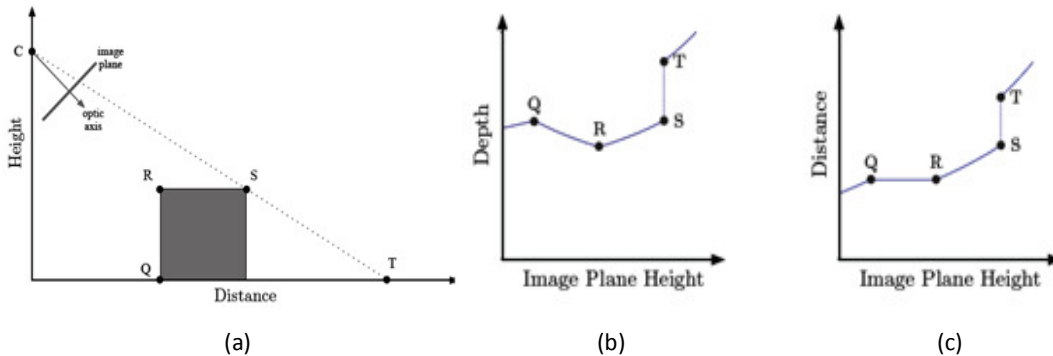 C
image
plane
optic
axis
Height
R
S
Q
T
Distance
(a)
Depth
Q
R
S
T
Image Plane Height
(b)
Distance
Q
R
S
T
Image Plane Height
(c)